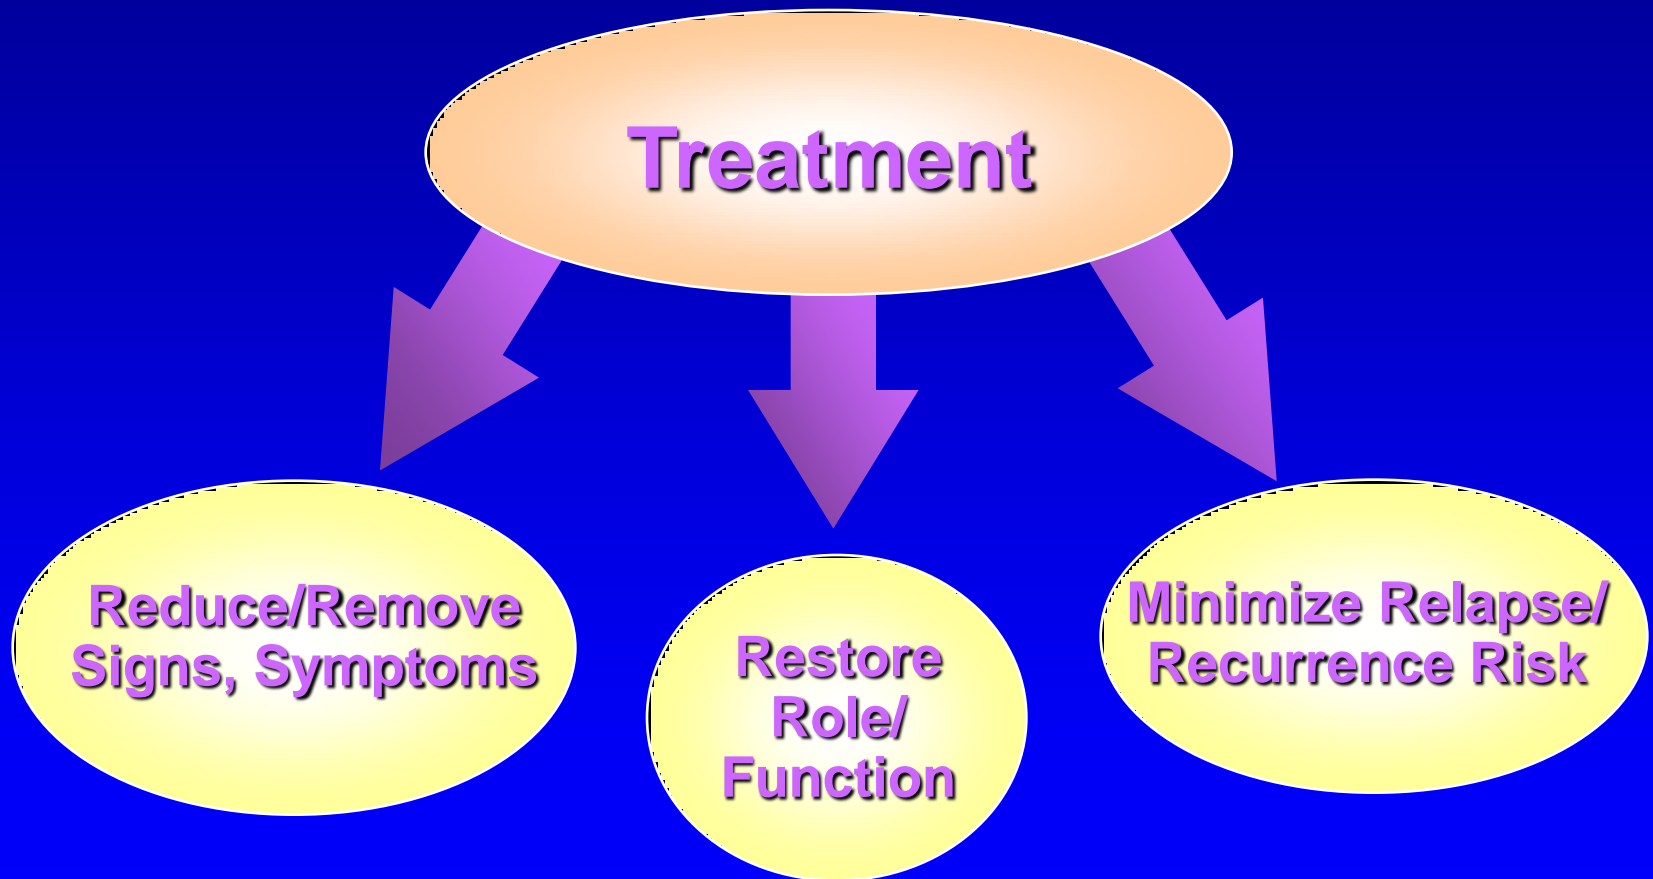 Treatment
Reduce/Remove
Signs, Symptoms
Restore
Role/
Function
Minimize Relapse/
Recurrence Risk